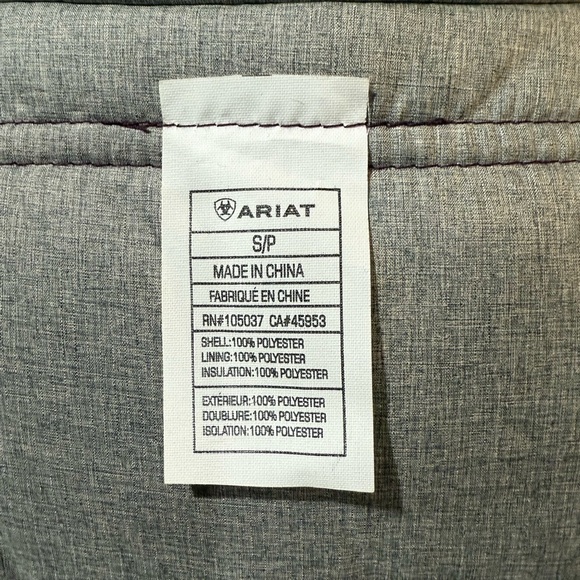 ARIAT
S/P
MADE IN CHINA
FABRIQUÉ EN CHINE
RN#105037 CA#45953
SHELL:100% POLYESTER
LINING:100% POLYESTER
INSULATION:100% POLYESTER
EXTÉRIEUR:100% POLYESTER
DOUBLURE:100% POLYESTER
ISOLATION:100% POLYESTER